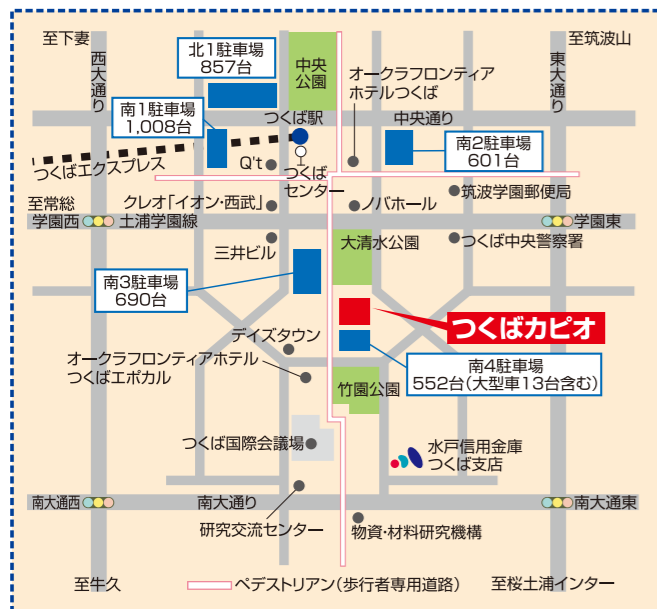 至下妻
西大通り
北1駐車場
857台
中央
公園
オークラフロンティア
ホテルつくば
至筑波山
東大通り
南1駐車場
1,008台
つくば駅
中央通り
南2駐車場
601台
つくばエクスプレス
Q't
つくば
センター
筑波学園郵便局
至常総
クレオ「イオン・西武」
ノバホール
学園西
土浦学園線
学園東
三井ビル
大清水公園
つくば中央警察署
南3駐車場
690台
つくばカピオ
デイズタウン
オークラフロンティアホテル
つくばエポカル
南4駐車場
552台(大型車13台含む)
竹園公園
つくば国際会議場
水戸信用金庫
つくば支店
南大通西
南大通り
南大通東
研究交流センター
物資・材料研究機構
至牛久
ペデストリアン(歩行者専用道路)
至桜土浦インター